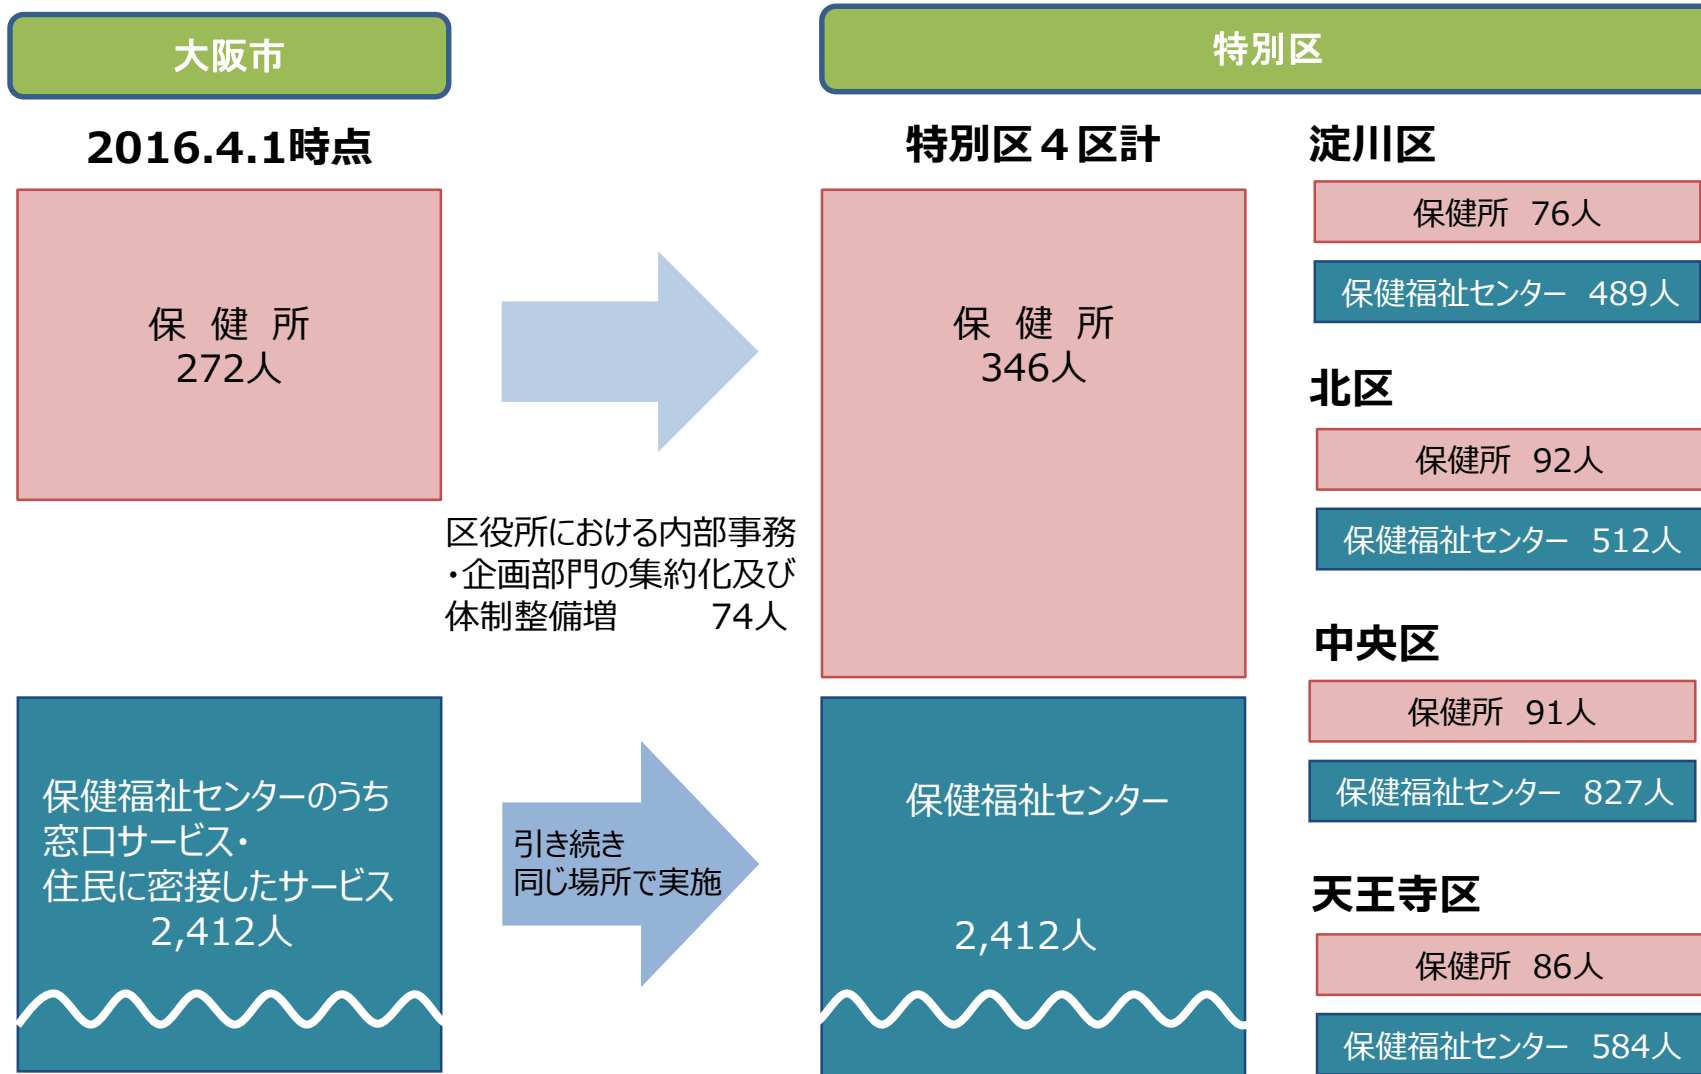 大阪市
特別区
2016.4.1時点
特別区４区計
保 健 所
272人
保 健 所
346人
区役所における内部事務
・企画部門の集約化及び
体制整備増 74人
保健福祉センターのうち
窓口サービス・
住民に密接したサービス
2,412人
引き続き
同じ場所で実施
保健福祉センター
2,412人
淀川区
保健所 76人
保健福祉センター 489人
北区
保健所 92人
保健福祉センター 512人
中央区
保健所 91人
保健福祉センター 827人
天王寺区
保健所 86人
保健福祉センター 584人